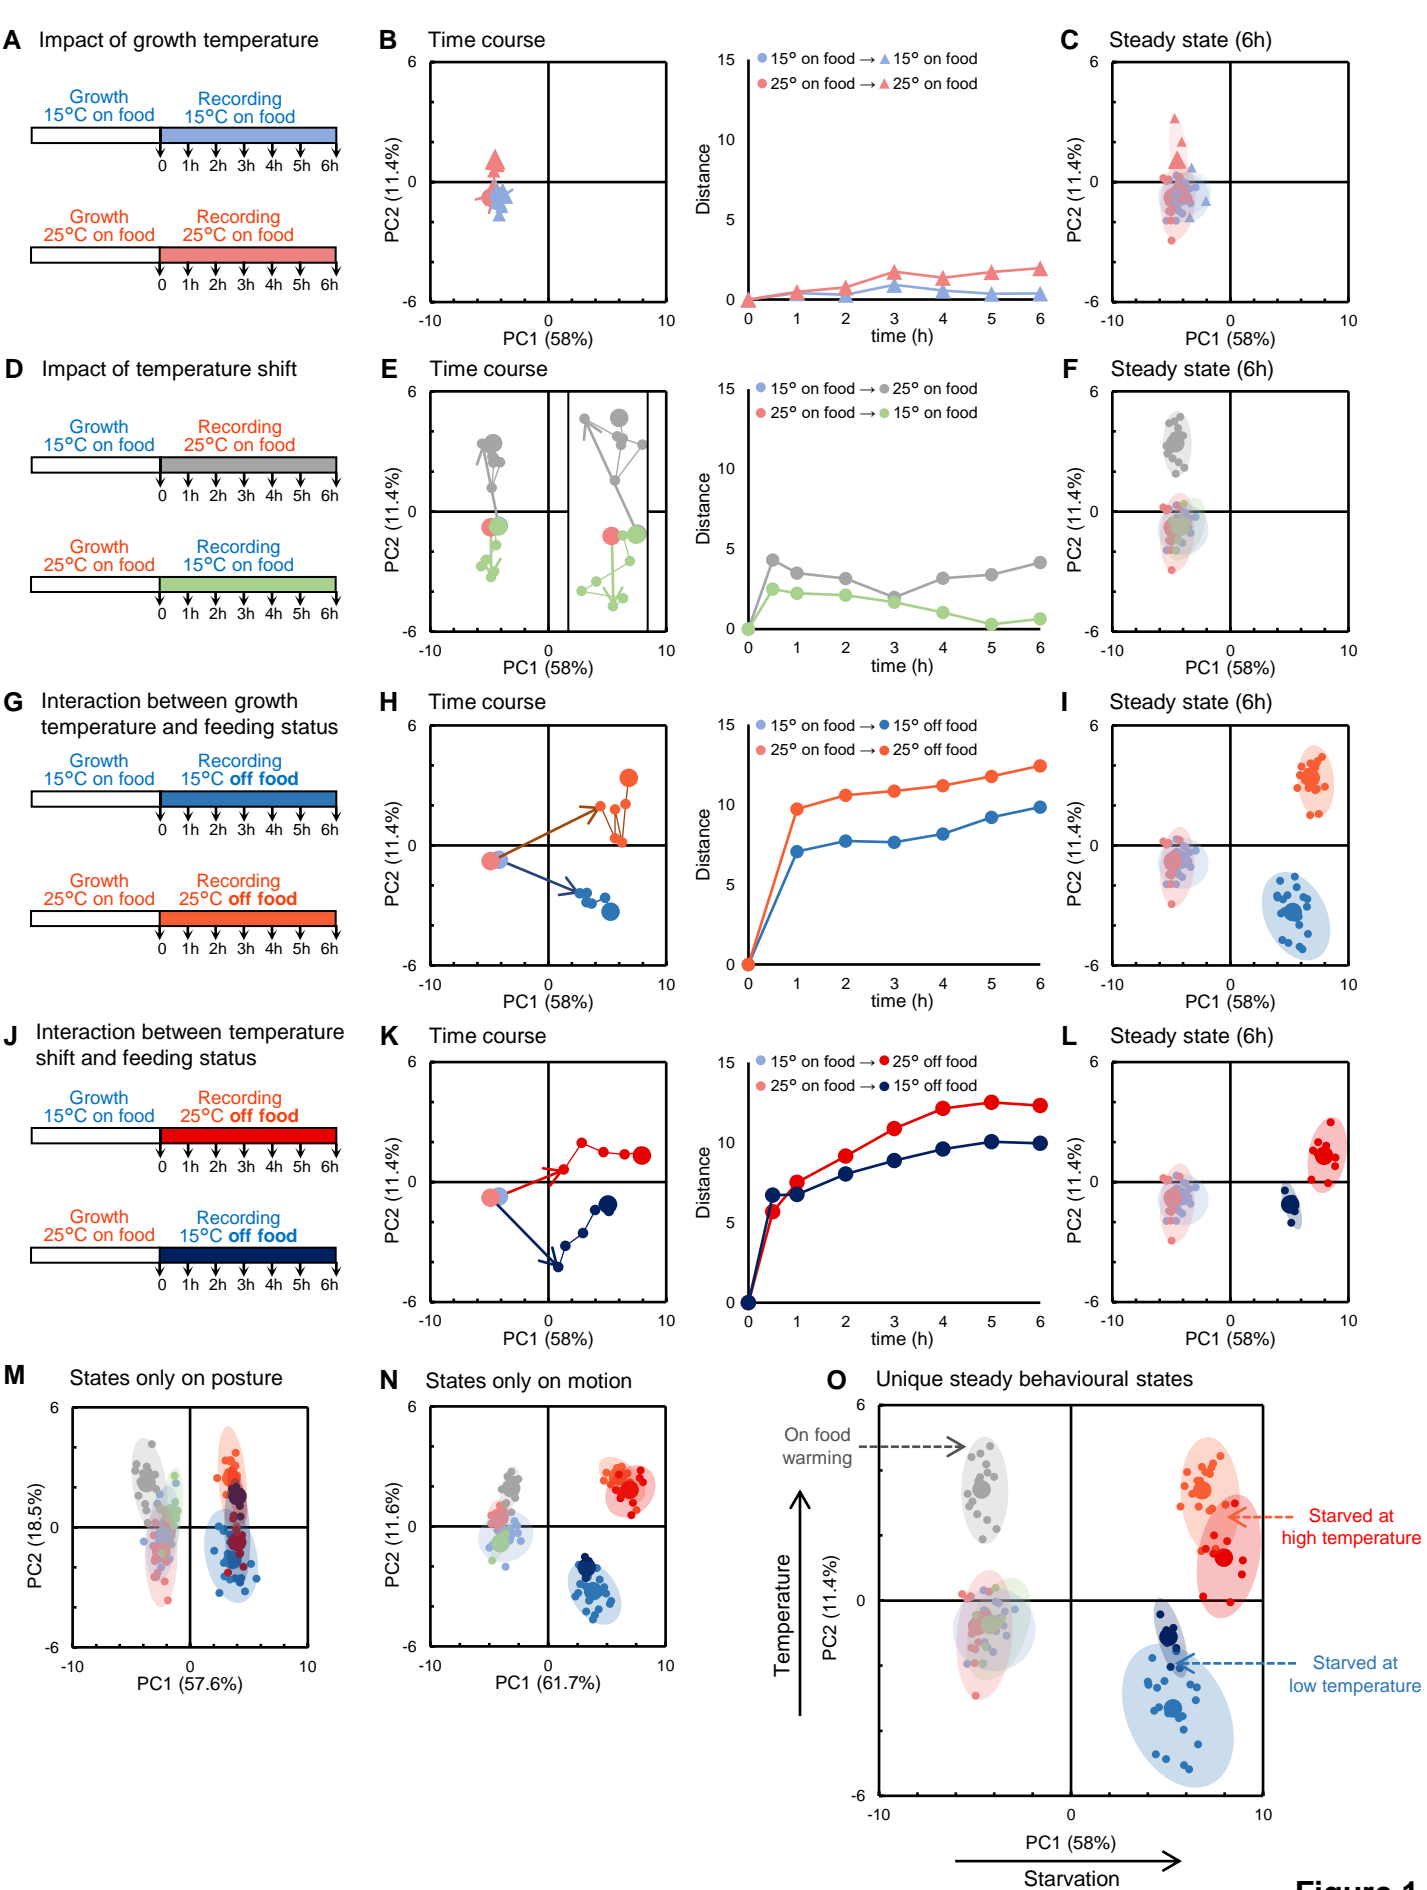 A Impact of growth temperature
Growth
15°C on food
Recording
15°C on food
0 1h 2h 3h 4h 5h 6h
Growth
25°C on food
Recording
25°C on food
0 1h 2h 3h 4h 5h 6h
B Time course
6
0
-6
PC2 (11.4%)
-10 0 10
PC1 (58%)
15° on food → 15° on food
25° on food → 25° on food
15
10
5
0
Distance
0 1 2 3 4 5 6
time (h)
C Steady state (6h)
6
0
-6
PC2 (11.4%)
-10 0 10
PC1 (58%)
D Impact of temperature shift
Growth
15°C on food
Recording
25°C on food
0 1h 2h 3h 4h 5h 6h
Growth
25°C on food
Recording
15°C on food
0 1h 2h 3h 4h 5h 6h
E Time course
6
0
-6
PC2 (11.4%)
-10 0 10
PC1 (58%)
15° on food → 25° on food
25° on food → 15° on food
15
10
5
0
Distance
0 1 2 3 4 5 6
time (h)
F Steady state (6h)
6
0
-6
PC2 (11.4%)
-10 0 10
PC1 (58%)
G Interaction between growth
temperature and feeding status
Growth
15°C on food
Recording
15°C off food
0 1h 2h 3h 4h 5h 6h
Growth
25°C on food
Recording
25°C off food
0 1h 2h 3h 4h 5h 6h
H Time course
6
0
-6
PC2 (11.4%)
-10 0 10
PC1 (58%)
15° on food → 15° off food
25° on food → 25° off food
15
10
5
0
Distance
0 1 2 3 4 5 6
time (h)
I Steady state (6h)
6
0
-6
PC2 (11.4%)
-10 0 10
PC1 (58%)
J Interaction between temperature
shift and feeding status
Growth
15°C on food
Recording
25°C off food
0 1h 2h 3h 4h 5h 6h
Growth
25°C on food
Recording
15°C off food
0 1h 2h 3h 4h 5h 6h
K Time course
6
0
-6
PC2 (11.4%)
-10 0 10
PC1 (58%)
15° on food → 25° off food
25° on food → 15° off food
15
10
5
0
Distance
0 1 2 3 4 5 6
time (h)
L Steady state (6h)
6
0
-6
PC2 (11.4%)
-10 0 10
PC1 (58%)
M States only on posture
6
0
-6
PC2 (18.5%)
-10 0 10
PC1 (57.6%)
N States only on motion
6
0
-6
PC2 (11.6%)
-10 0 10
PC1 (61.7%)
O Unique steady behavioural states
6
0
-6
On food
warming
Temperature
PC2 (11.4%)
Starved at
high temperature
Starved at
low temperature
-10 0 10
PC1 (58%)
Starvation
Figure 1